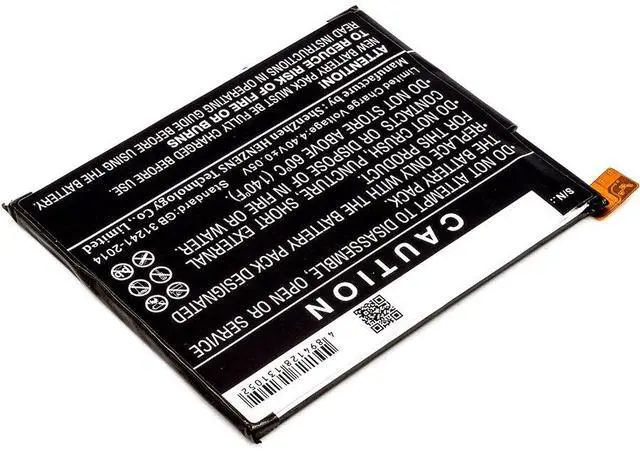 CAUTION
•DO NOT ATTEMPT TO DISASSEMBLE, OPEN OR SERVICE
THE BATTERY PACK.
•REPLACE ONLY WITH THE BATTERY PACK DESIGNATED
FOR THIS PRODUCT.
•DO NOT CRUSH, PUNCTURE, SHORT EXTERNAL
CONTACTS OR DISPOSE OF IN FIRE OR WATER.
•DO NOT STORE ABOVE 60°C (140°F).
Limited Charge Voltage:4.40V±0.05V Standard:GB 31241-2014
Manufacture by : Shenzhen HENZENS Technology Co., Limited
ATTENTION!
NEW BATTERY PACK MUST BE FULLY CHARGED BEFORE USE
TO REDUCE RISK OF FIRE OR BURNS
READ INSTRUCTIONS IN OPERATING GUIDE BEFORE USING THE BATTERY
S/N:
4 894128 131052